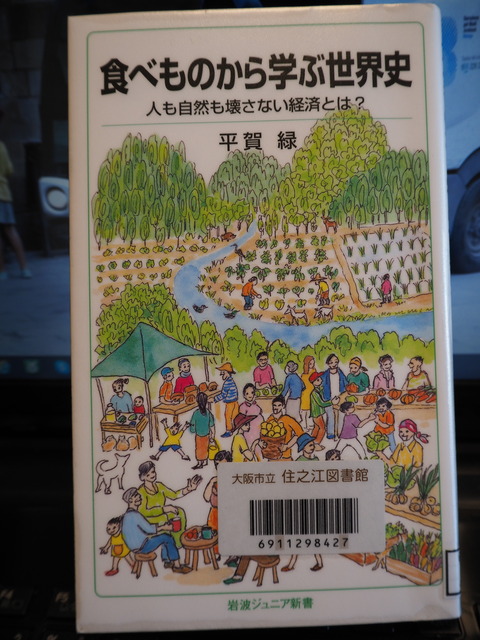 食べものから学ぶ世界史
人も自然も壊さない経済とは?
平賀 緑
大阪市立 住之江図書館
6911298427
岩波ジュニア新書